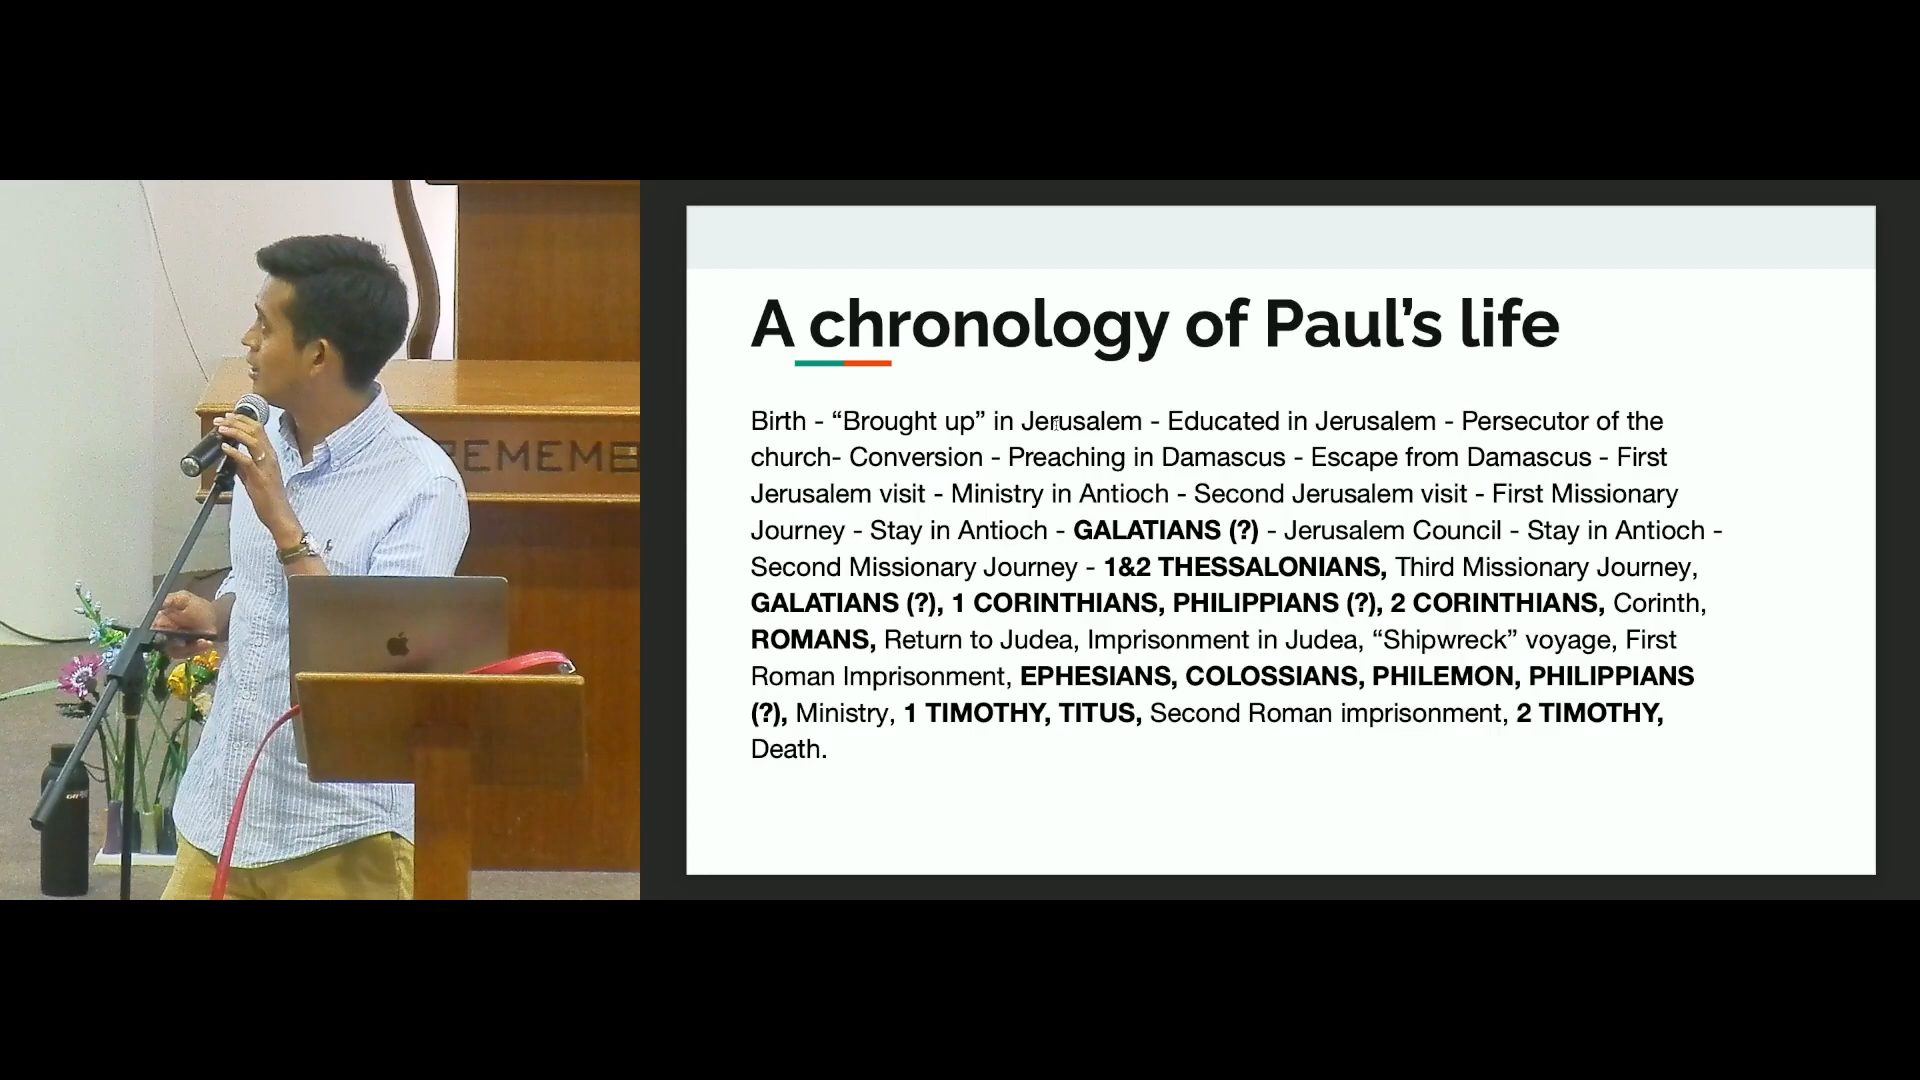 A chronology of Paul’s life
Birth - “Brought up” in Jerusalem - Educated in Jerusalem - Persecutor of the
church- Conversion - Preaching in Damascus - Escape from Damascus - First
Jerusalem visit - Ministry in Antioch - Second Jerusalem visit - First Missionary
Journey - Stay in Antioch - GALATIANS (?) - Jerusalem Council - Stay in Antioch -
Second Missionary Journey - 1&2 THESSALONIANS, Third Missionary Journey,
GALATIANS (?), 1 CORINTHIANS, PHILIPPIANS (?), 2 CORINTHIANS, Corinth,
ROMANS, Return to Judea, Imprisonment in Judea, “Shipwreck” voyage, First
Roman Imprisonment, EPHESIANS, COLOSSIANS, PHILEMON, PHILIPPIANS
(?), Ministry, 1 TIMOTHY, TITUS, Second Roman imprisonment, 2 TIMOTHY,
Death.
REMEMB